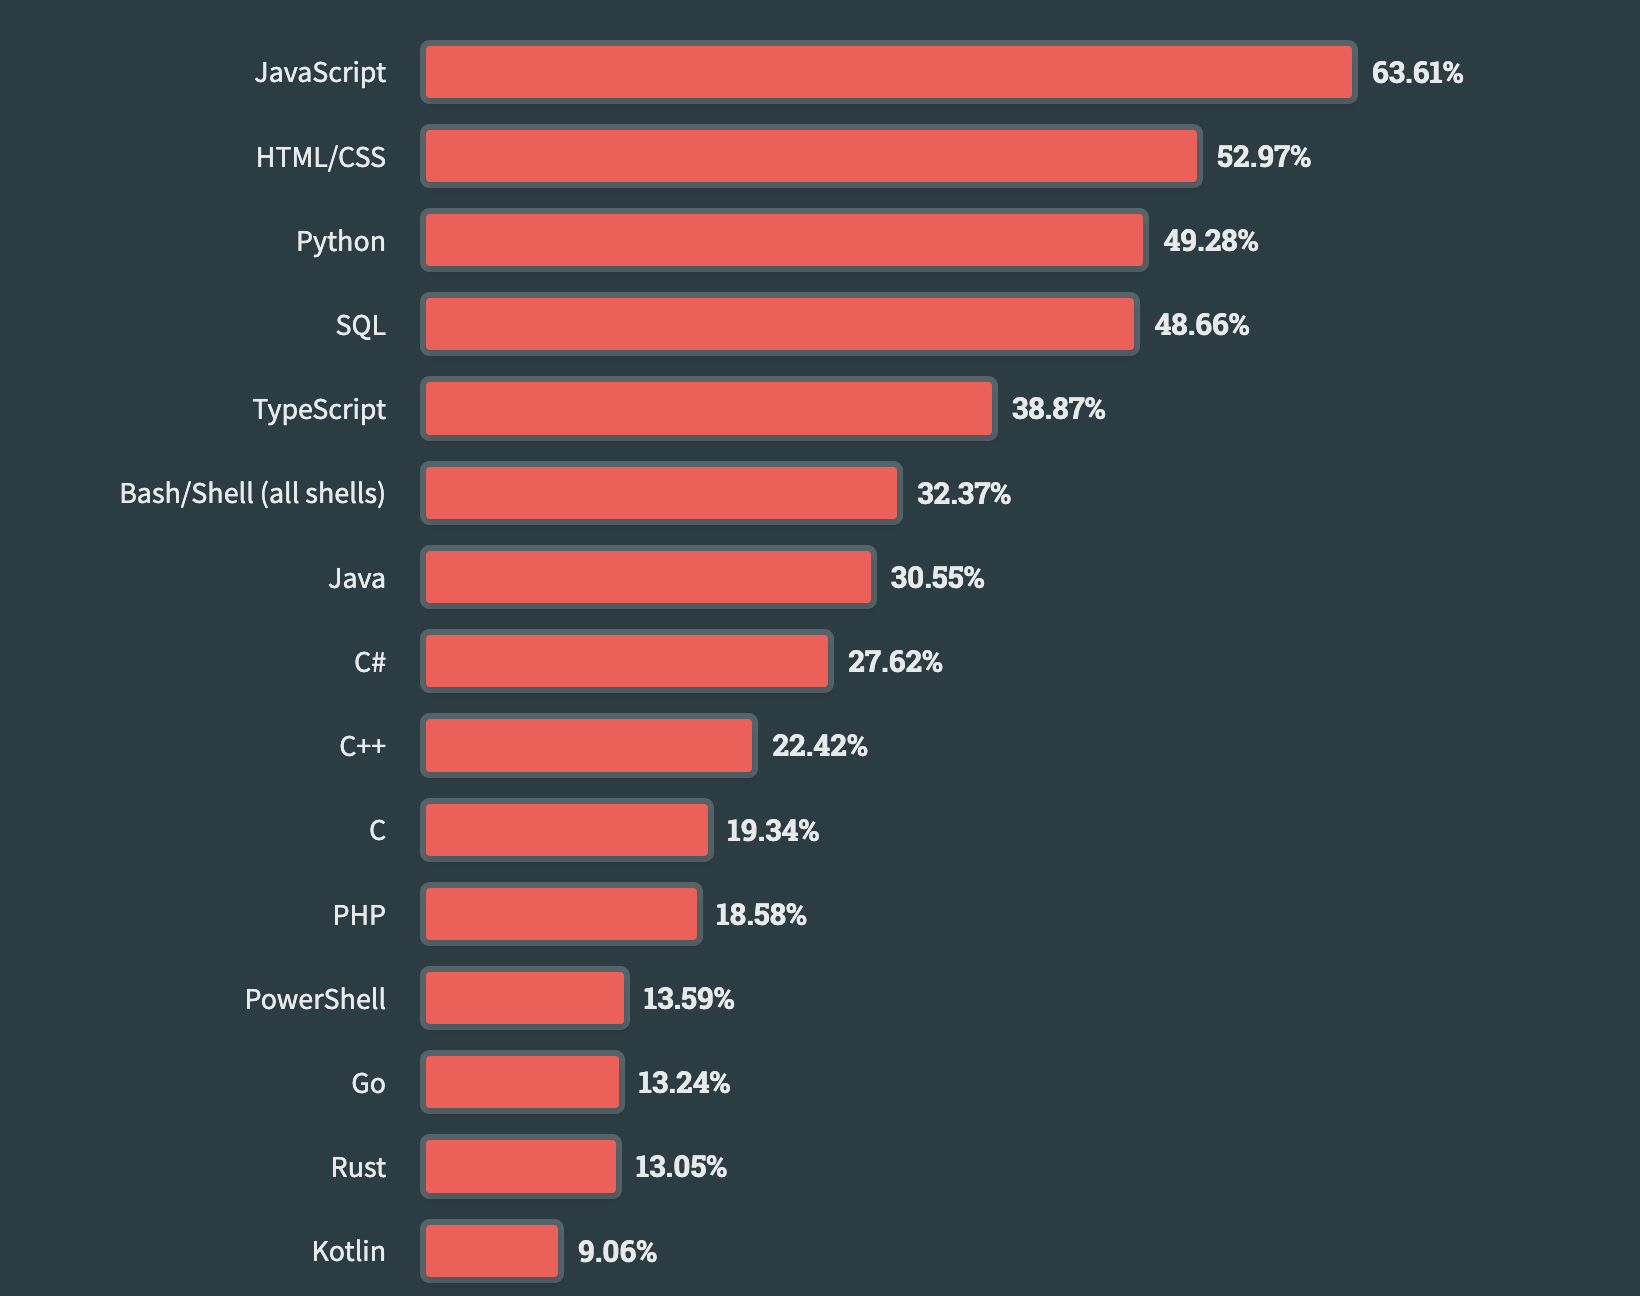 JavaScript 63.61%
HTML/CSS 52.97%
Python 49.28%
SQL 48.66%
TypeScript 38.87%
Bash/Shell (all shells) 32.37%
Java 30.55%
C# 27.62%
C++ 22.42%
C 19.34%
PHP 18.58%
PowerShell 13.59%
Go 13.24%
Rust 13.05%
Kotlin 9.06%